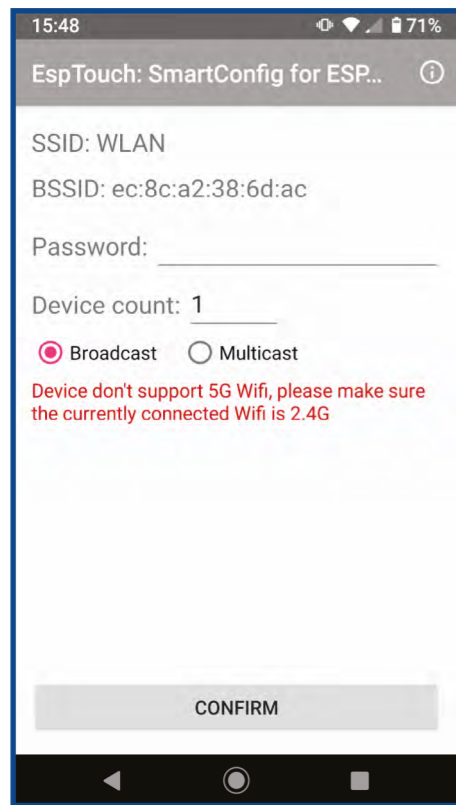 15:48 71%
EspTouch: SmartConfig for ESP...
SSID: WLAN
BSSID: ec:8c:a2:38:6d:ac
Password:
Device count: 1
Broadcast Multicast
Device don't support 5G Wifi, please make sure
the currently connected Wifi is 2.4G
CONFIRM